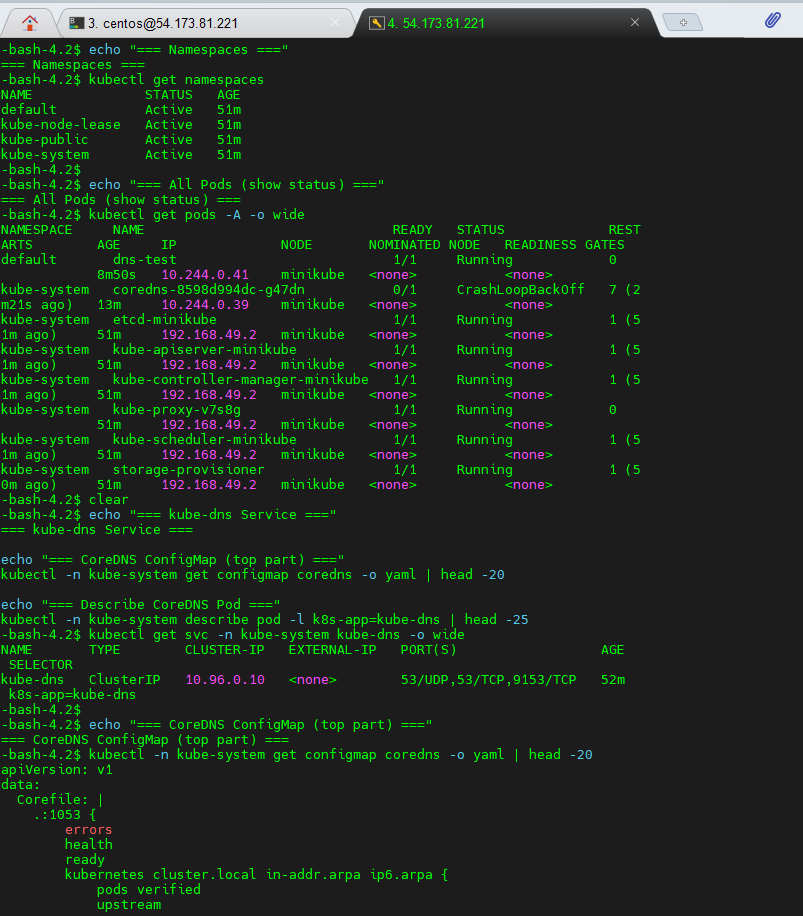 3. centos@54.173.81.221
4. 54.173.81.221
-bash-4.2$ echo "=== Namespaces ==="
=== Namespaces ===
-bash-4.2$ kubectl get namespaces
NAME              STATUS   AGE
default           Active   51m
kube-node-lease   Active   51m
kube-public       Active   51m
kube-system       Active   51m
-bash-4.2$
-bash-4.2$ echo "=== All Pods (show status) ==="
=== All Pods (show status) ===
-bash-4.2$ kubectl get pods -A -o wide
NAMESPACE     NAME                               READY   STATUS             REST
ARTS        AGE     IP             NODE       NOMINATED NODE   READINESS GATES
default       dns-test                           1/1     Running            0
            8m50s   10.244.0.41    minikube   <none>           <none>
kube-system   coredns-8598d994dc-g47dn           0/1     CrashLoopBackOff   7 (2
m21s ago)   13m     10.244.0.39    minikube   <none>           <none>
kube-system   etcd-minikube                      1/1     Running            1 (5
1m ago)     51m     192.168.49.2   minikube   <none>           <none>
kube-system   kube-apiserver-minikube            1/1     Running            1 (5
1m ago)     51m     192.168.49.2   minikube   <none>           <none>
kube-system   kube-controller-manager-minikube   1/1     Running            1 (5
1m ago)     51m     192.168.49.2   minikube   <none>           <none>
kube-system   kube-proxy-v7s8g                   1/1     Running            0
            51m     192.168.49.2   minikube   <none>           <none>
kube-system   kube-scheduler-minikube            1/1     Running            1 (5
1m ago)     51m     192.168.49.2   minikube   <none>           <none>
kube-system   storage-provisioner                1/1     Running            1 (5
0m ago)     51m     192.168.49.2   minikube   <none>           <none>
-bash-4.2$ clear
-bash-4.2$ echo "=== kube-dns Service ==="
=== kube-dns Service ===

echo "=== CoreDNS ConfigMap (top part) ==="
kubectl -n kube-system get configmap coredns -o yaml | head -20

echo "=== Describe CoreDNS Pod ==="
kubectl -n kube-system describe pod -l k8s-app=kube-dns | head -25
-bash-4.2$ kubectl get svc -n kube-system kube-dns -o wide
NAME       TYPE        CLUSTER-IP   EXTERNAL-IP   PORT(S)                  AGE
 SELECTOR
kube-dns   ClusterIP   10.96.0.10   <none>        53/UDP,53/TCP,9153/TCP   52m
 k8s-app=kube-dns
-bash-4.2$
-bash-4.2$ echo "=== CoreDNS ConfigMap (top part) ==="
=== CoreDNS ConfigMap (top part) ===
-bash-4.2$ kubectl -n kube-system get configmap coredns -o yaml | head -20
apiVersion: v1
data:
  Corefile: |
    .:1053 {
        errors
        health
        ready
        kubernetes cluster.local in-addr.arpa ip6.arpa {
            pods verified
            upstream